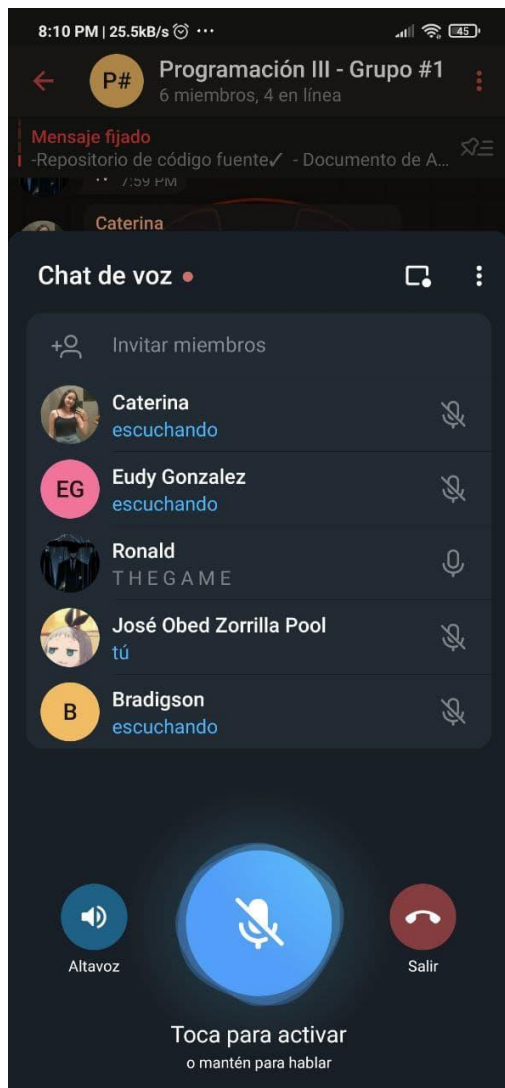 8:10 PM | 25.5kB/s ···
45
P#
Programación III - Grupo #1
6 miembros, 4 en línea
Mensaje fijado
-Repositorio de código fuente✓ - Documento de A...
7:59 PM
Caterina
Chat de voz
Invitar miembros
Caterina
escuchando
EG
Eudy Gonzalez
escuchando
Ronald
T H E G A M E
José Obed Zorrilla Pool
tú
B
Bradigson
escuchando
Altavoz
Salir
Toca para activar
o mantén para hablar